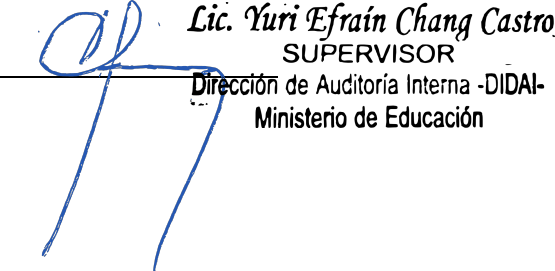 Lic. Yuri Efraín Chang Castro
SUPERVISOR
Dirección de Auditoría Interna -DIDAI-
Ministerio de Educación